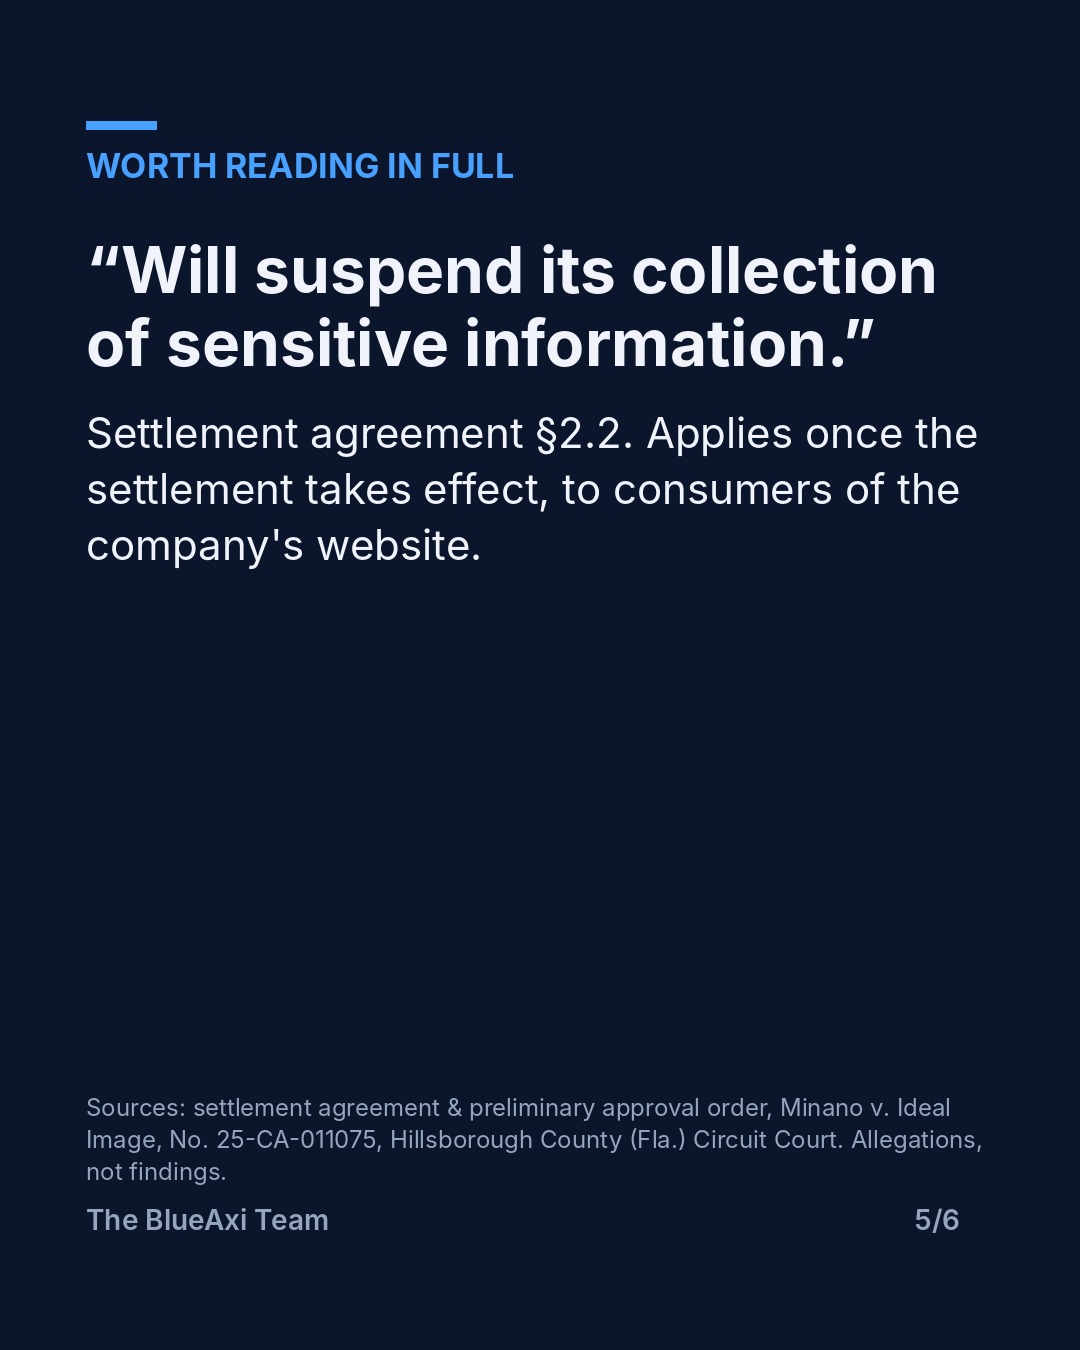 WORTH READING IN FULL
“Will suspend its collection
of sensitive information.”
Settlement agreement §2.2. Applies once the
settlement takes effect, to consumers of the
company's website.
Sources: settlement agreement & preliminary approval order, Minano v. Ideal
Image, No. 25-CA-011075, Hillsborough County (Fla.) Circuit Court. Allegations,
not findings.
The BlueAxi Team
5/6